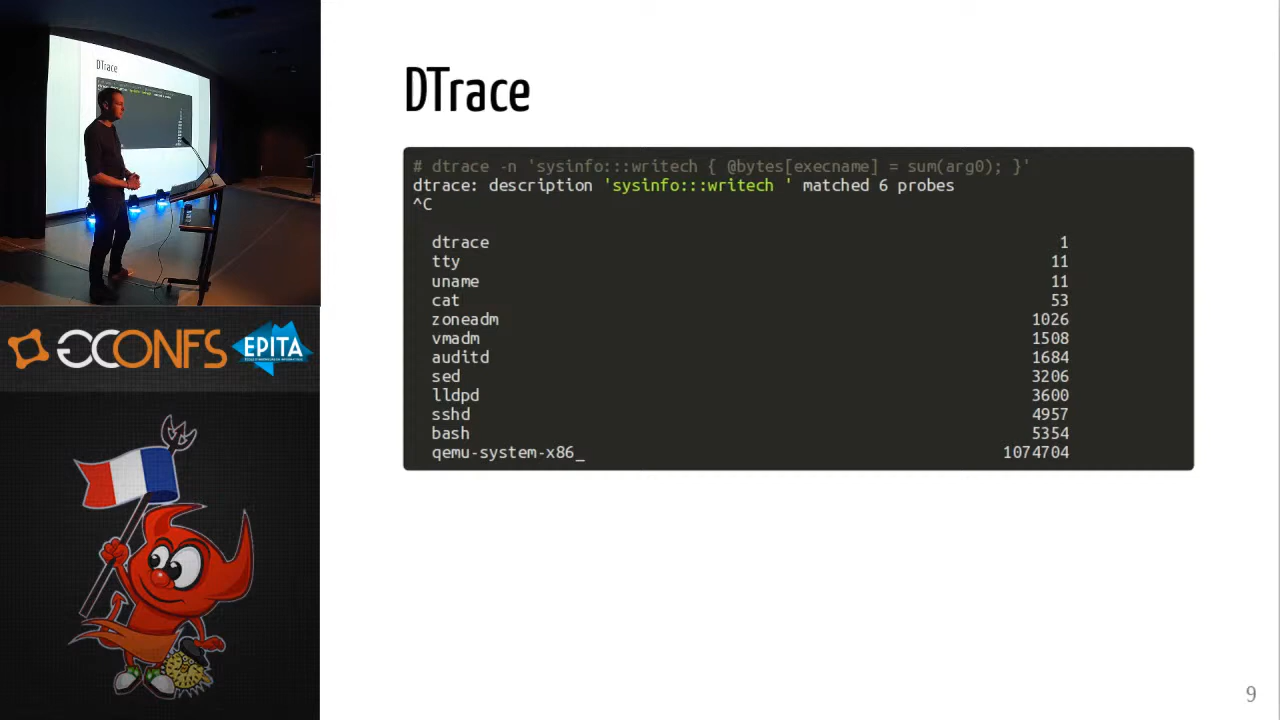 DTrace
GCONFS
EPITA
DTrace
# dtrace -n 'sysinfo:::writech { @bytes[execname] = sum(arg0); }'
dtrace: description 'sysinfo:::writech ' matched 6 probes
^C
dtrace 1
tty 11
uname 11
cat 53
zoneadm 1026
vmadm 1508
auditd 1684
sed 3206
lldpd 3600
sshd 4957
bash 5354
qemu-system-x86_ 1074704
9